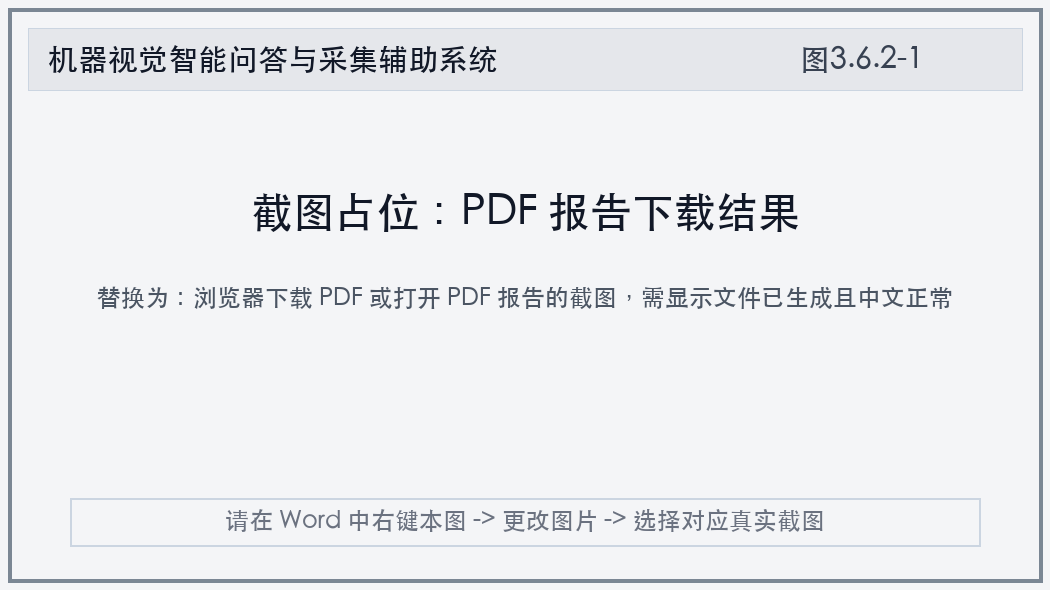 机器视觉智能问答与采集辅助系统 图3.6.2-1
截图占位：PDF 报告下载结果
替换为：浏览器下载 PDF 或打开 PDF 报告的截图，需显示文件已生成且中文正常
请在 Word 中右键本图 -> 更改图片 -> 选择对应真实截图